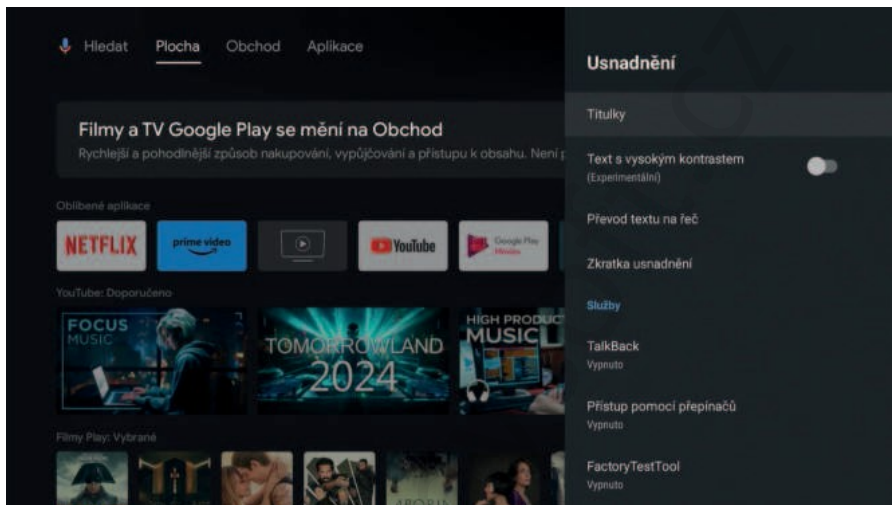 Hledat Plocha Obchod Aplikace
Filmy a TV Google Play se mění na Obchod
Rychlejší a pohodlnější způsob nakupování, vypůjčování a přístupu k obsahu. Není
Oblíbené aplikace
NETFLIX prime video YouTube Google Play Movies
YouTube: Doporučeno
FOCUS
MUSIC
TOMORROWLAND
2024
HIGH PRODUC
MUSIC
Filmy Play: Vybrané
Usnadnění
Titulky
Text s vysokým kontrastem
(Experimentální)
Převod textu na řeč
Zkratka usnadnění
Služby
TalkBack
Vypnuto
Přístup pomocí přepínačů
Vypnuto
FactoryTestTool
Vypnuto